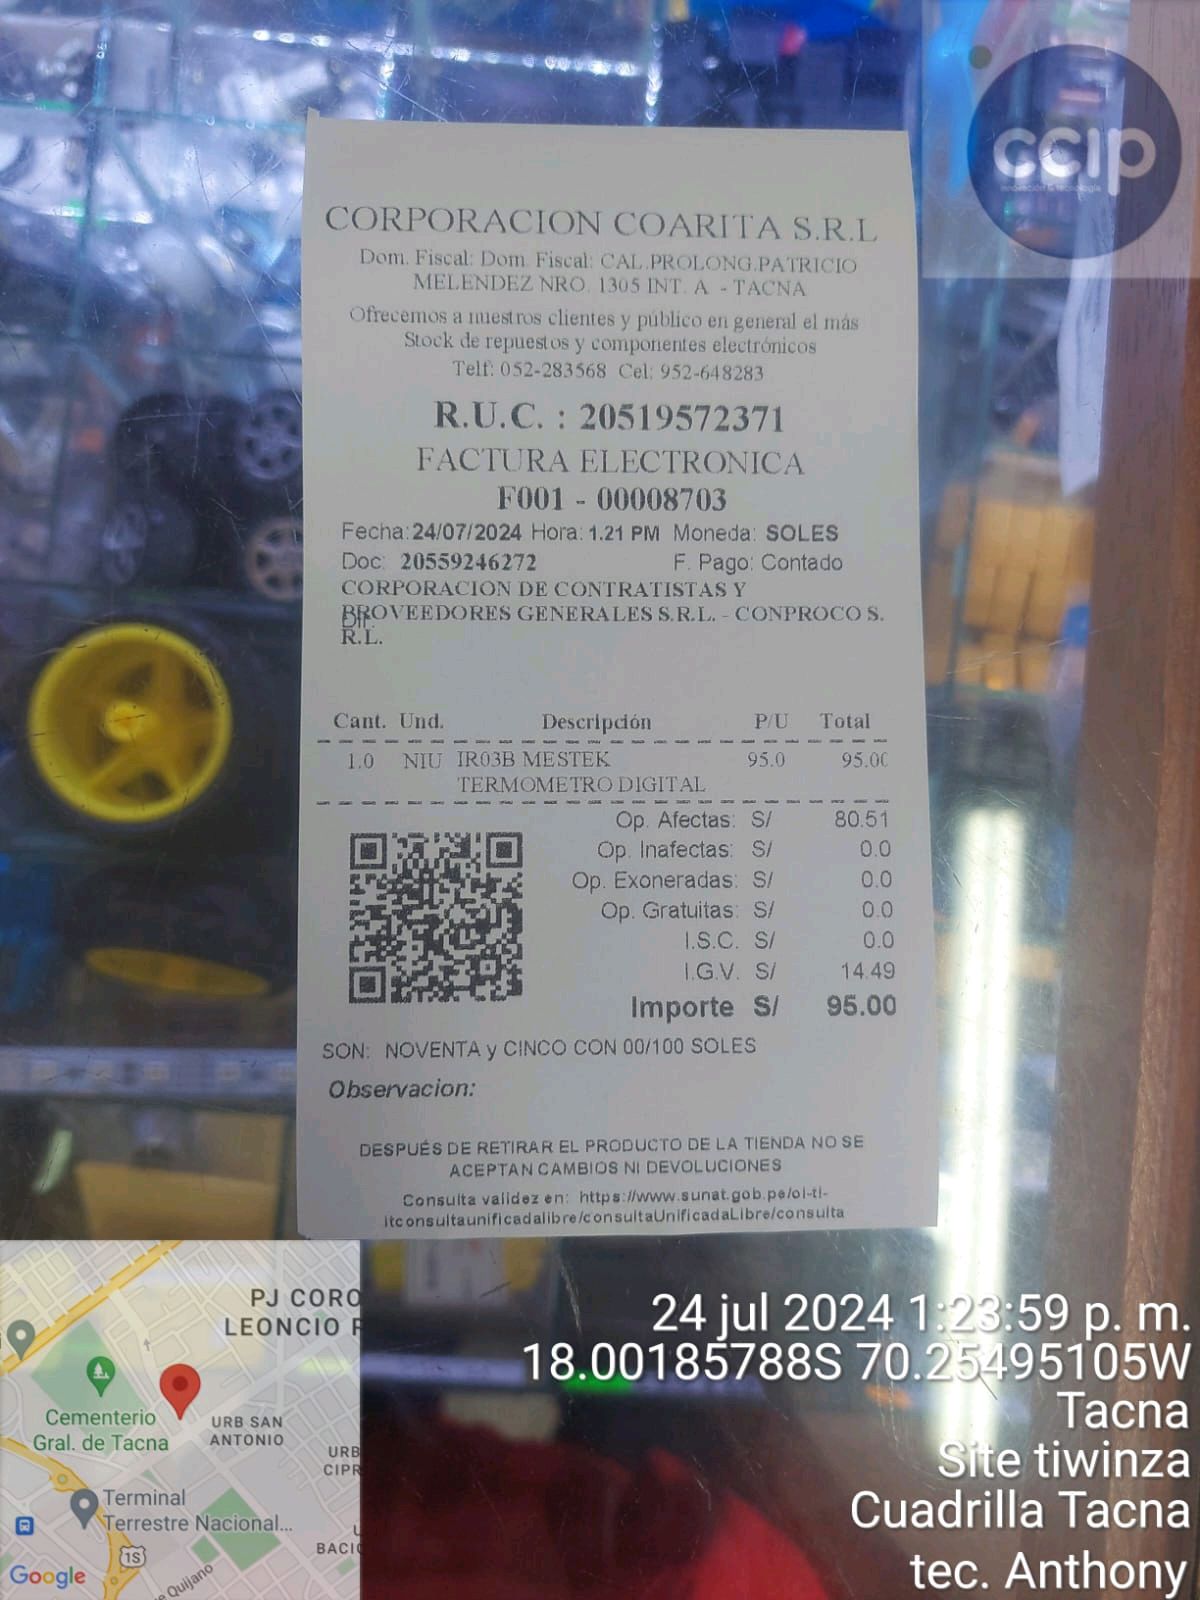 ccip
innovación & tecnología
CORPORACION COARITA S.R.L
Dom. Fiscal: Dom. Fiscal: CAL.PROLONG.PATRICIO
MELENDEZ NRO. 1305 INT. A - TACNA
Ofrecemos a nuestros clientes y público en general el más
Stock de repuestos y componentes electrónicos
Telf: 052-283568 Cel: 952-648283
R.U.C. : 20519572371
FACTURA ELECTRONICA
F001 - 00008703
Fecha: 24/07/2024 Hora: 1.21 PM Moneda: SOLES
Doc: 20559246272 F. Pago: Contado
CORPORACION DE CONTRATISTAS Y
PROVEEDORES GENERALES S.R.L. - CONPROCO S.
Dir:
R.L.
Cant. Und. Descripción P/U Total
1.0 NIU IR03B MESTEK 95.0 95.00
TERMOMETRO DIGITAL
Op. Afectas: S/ 80.51
Op. Inafectas: S/ 0.0
Op. Exoneradas: S/ 0.0
Op. Gratuitas: S/ 0.0
I.S.C. S/ 0.0
I.G.V. S/ 14.49
Importe S/ 95.00
SON: NOVENTA y CINCO CON 00/100 SOLES
Observacion:
DESPUÉS DE RETIRAR EL PRODUCTO DE LA TIENDA NO SE
ACEPTAN CAMBIOS NI DEVOLUCIONES
Consulta validez en: https://www.sunat.gob.pe/ol-ti-
itconsultaunificadalibre/consultaUnificadaLibre/consulta
PJ CORO
LEONCIO P
Cementerio
Gral. de Tacna
URB SAN
ANTONIO
URB
CIPR
Terminal
Terrestre Nacional...
1S
BACI
Google
Quijano
24 jul 2024 1:23:59 p. m.
18.00185788S 70.25495105W
Tacna
Site tiwinza
Cuadrilla Tacna
tec. Anthony